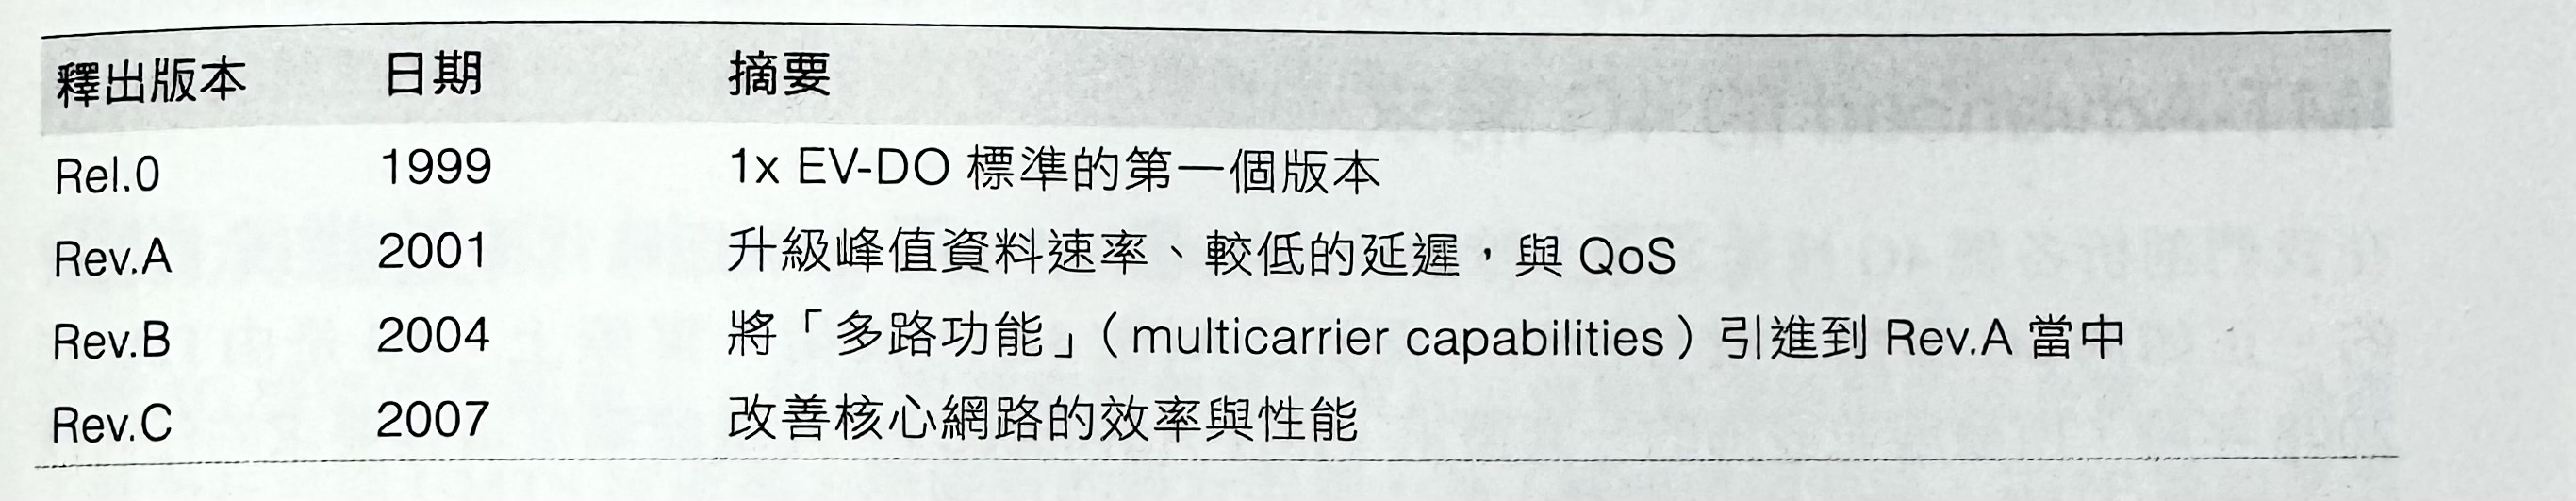 釋出版本 日期 摘要
Rel.0 1999 1x EV-DO 標準的第一個版本
Rev.A 2001 升級峰值資料速率、較低的延遲，與 QoS
Rev.B 2004 將「多路功能」（multicarrier capabilities）引進到 Rev.A 當中
Rev.C 2007 改善核心網路的效率與性能